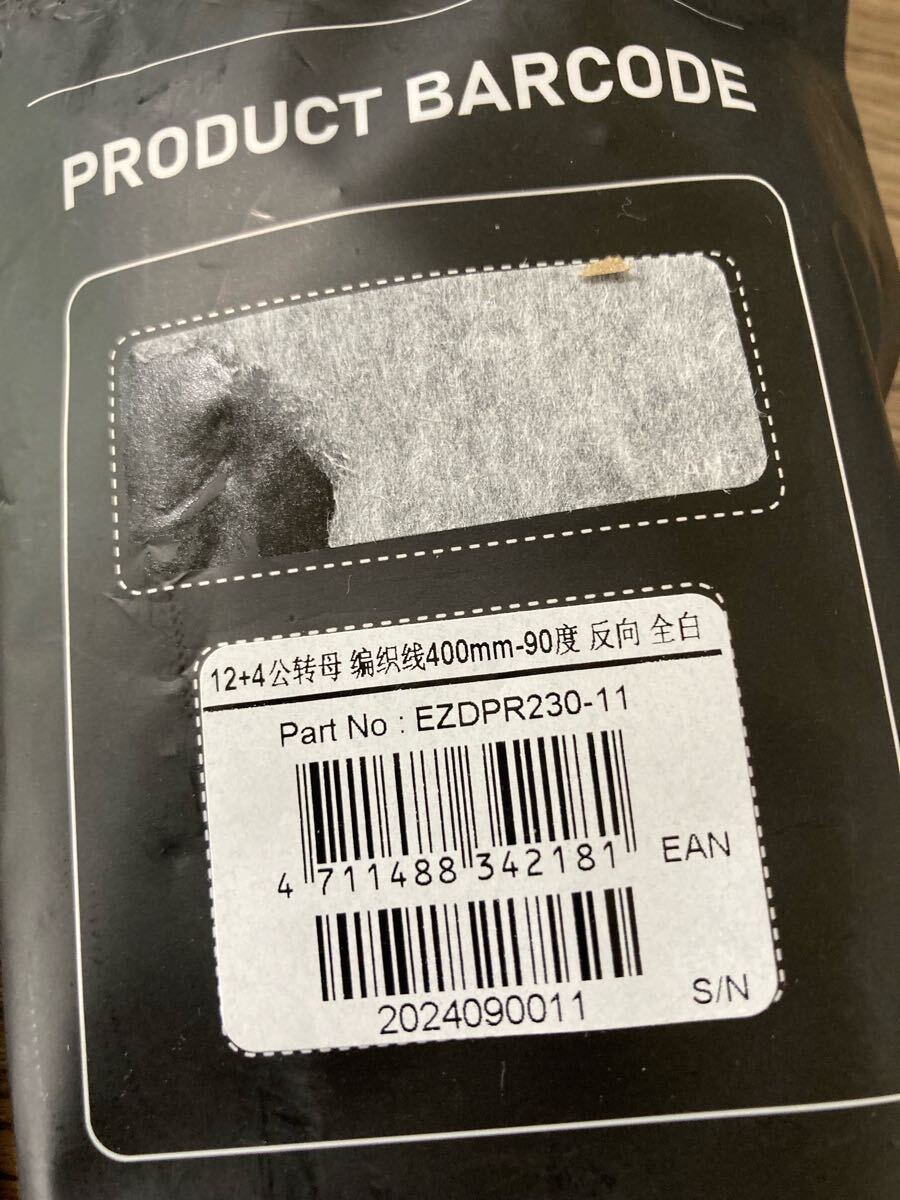 PRODUCT BARCODE
AMZ
12+4公转母 编织线400mm-90度 反向 全白
Part No : EZDPR230-11
4 711488 342181
EAN
2024090011
S/N